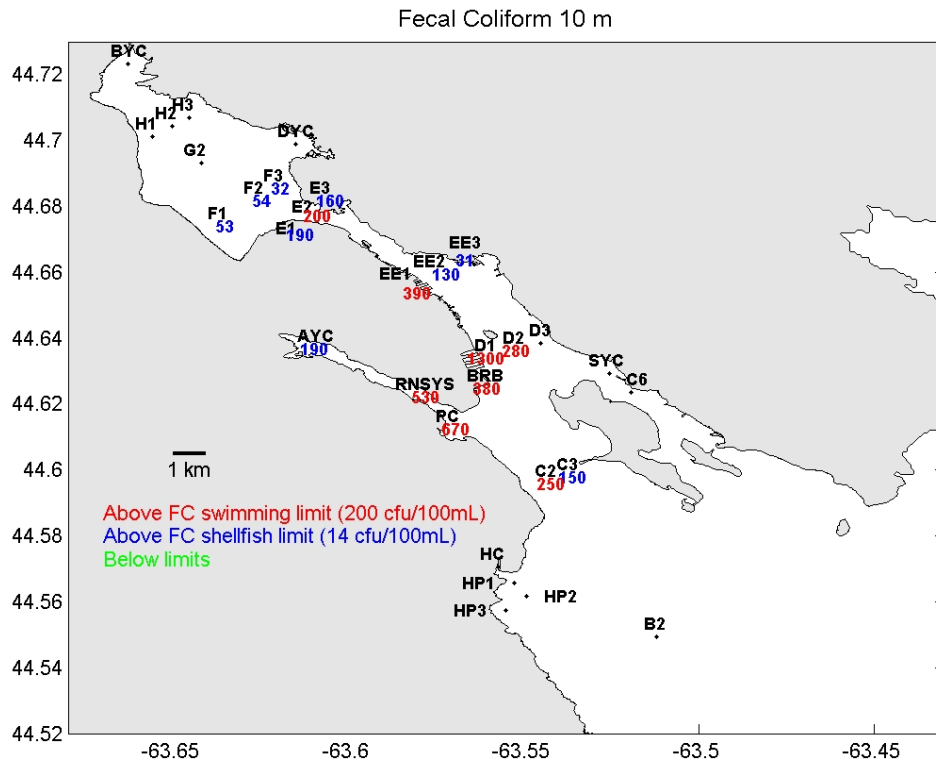 Fecal Coliform 10 m
44.72
44.7
44.68
44.66
44.64
44.62
44.6
44.58
44.56
44.54
44.52
BYC
H3
H2
H1
DYC
G2
F3
32
F2
54
E3
160
F1
53
E2
200
E1
190
EE3
31
EE2
130
EE1
390
AYC
190
D3
D2
280
D1
1300
SYC
BRB
380
C6
RNSYS
530
PC
670
1 km
C3
150
C2
250
Above FC swimming limit (200 cfu/100mL)
Above FC shellfish limit (14 cfu/100mL)
Below limits
HC
HP1
HP2
HP3
B2
-63.65
-63.6
-63.55
-63.5
-63.45